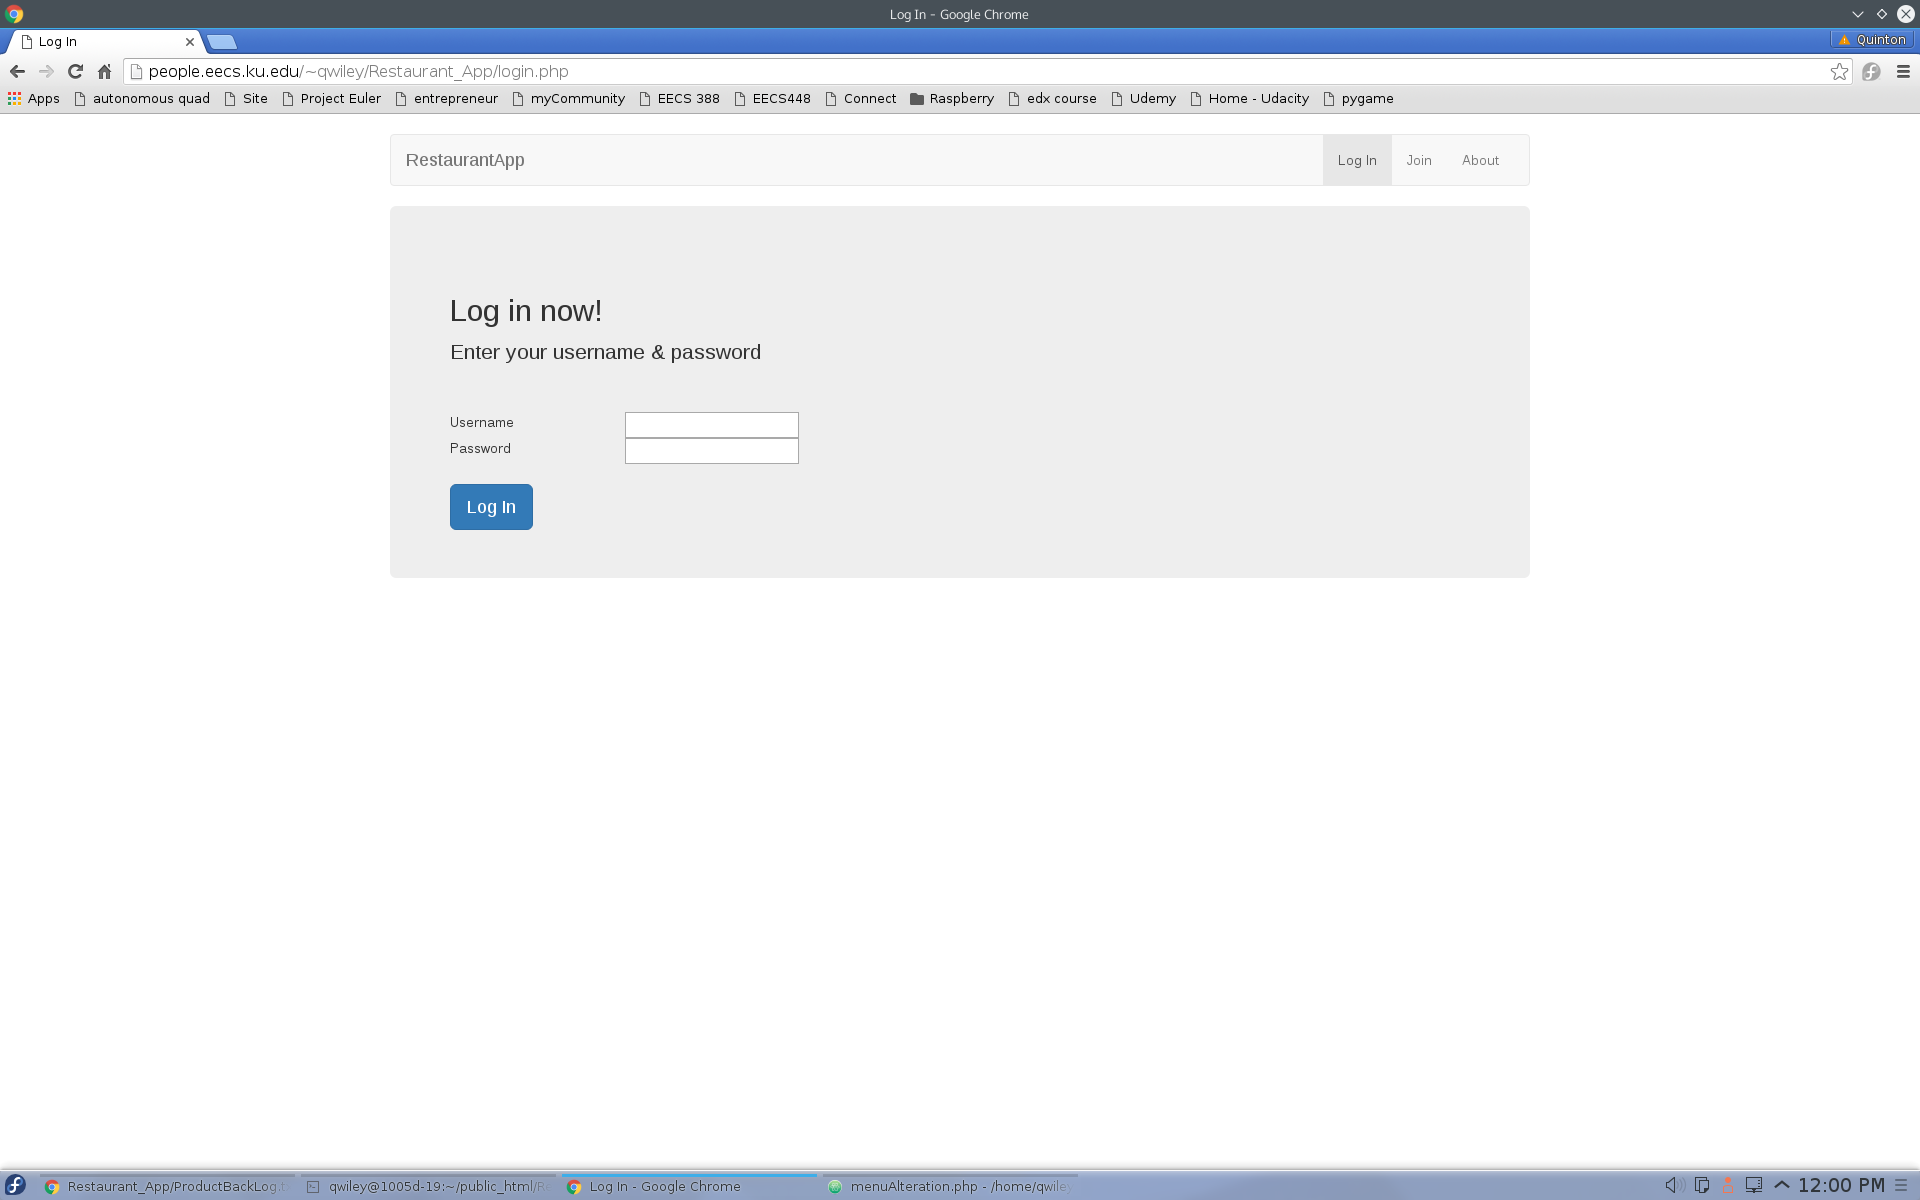 Log In - Google Chrome
Log In
Quinton
people.eecs.ku.edu/~qwiley/Restaurant_App/login.php
Apps autonomous quad Site Project Euler entrepreneur myCommunity EECS 388 EECS448 Connect Raspberry edx course Udemy Home - Udacity pygame
RestaurantApp Log In Join About
Log in now!
Enter your username & password
Username
Password
Log In
Restaurant_App/ProductBackLog.t qwiley@1005d-19:~/public_html/R Log In - Google Chrome menuAlteration.php - /home/qwiley 12:00 PM